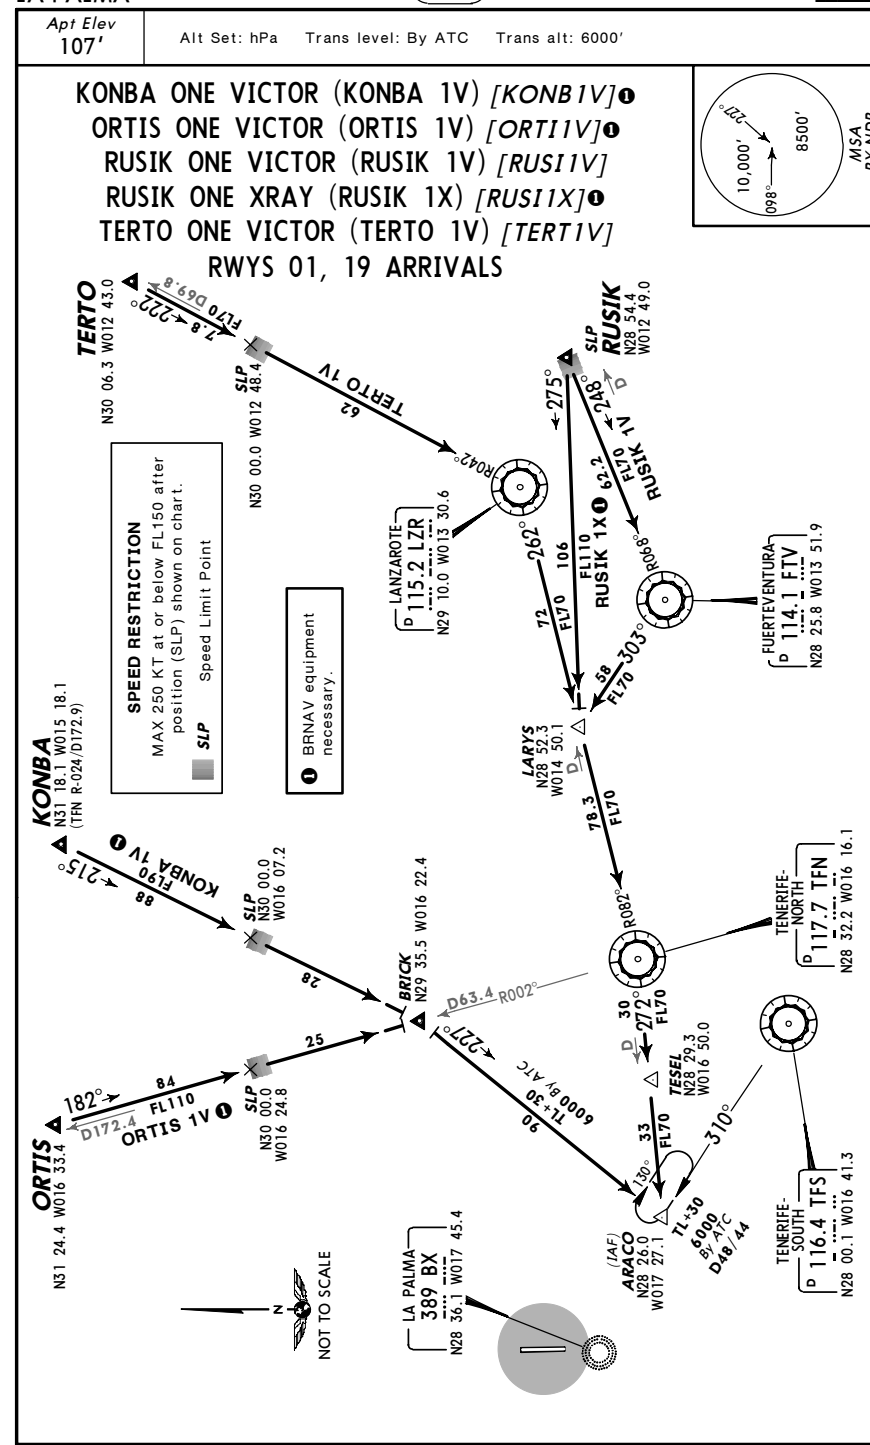 Apt Elev
107'
Alt Set: hPa Trans level: By ATC Trans alt: 6000'
KONBA ONE VICTOR (KONBA 1V) [KONB1V]❶
ORTIS ONE VICTOR (ORTIS 1V) [ORTI1V]❶
RUSIK ONE VICTOR (RUSIK 1V) [RUSI1V]
RUSIK ONE XRAY (RUSIK 1X) [RUSI1X]❶
TERTO ONE VICTOR (TERTO 1V) [TERT1V]
RWYS 01, 19 ARRIVALS
MSA
227°
10,000'
8500'
098°
TERTO
N30 06.3 W012 43.0
D69.8
FL70
222°
7.8
SLP
N30 00.0 W012 48.4
TERTO 1V
62
R042°
SLP
RUSIK
N28 54.4
W012 49.0
275°
248°
D
RUSIK 1V
FL70
62.2
R068°
106
FL110
RUSIK 1X ❶
LANZAROTE
D 115.2 LZR
N29 10.0 W013 30.6
262°
72
FL70
FUERTEVENTURA
D 114.1 FTV
N28 25.8 W013 51.9
303°
58
FL70
SPEED RESTRICTION
MAX 250 KT at or below FL150 after
position (SLP) shown on chart.
SLP Speed Limit Point
❶ BRNAV equipment
necessary.
LARYS
N28 52.3
W014 50.1
D
78.3
FL70
R082°
KONBA
N31 18.1 W015 18.1
(TFN R-024/D172.9)
215°
KONBA 1V ❶
FL90
88
SLP
N30 00.0
W016 07.2
28
BRICK
N29 35.5 W016 22.4
D63.4
R002°
TENERIFE-
NORTH
D 117.7 TFN
N28 32.2 W016 16.1
ORTIS
N31 24.4 W016 33.4
182°
D172.4
84
FL110
ORTIS 1V ❶
SLP
N30 00.0
W016 24.8
25
227°
6000 By ATC
TL+30
90
30
272°
FL70
D
TESEL
N28 29.3
W016 50.0
33
FL70
130°
310°
TL+30
6000
By ATC
D48/44
(IAF)
ARACO
N28 26.0
W017 27.1
TENERIFE-
SOUTH
D 116.4 TFS
N28 00.1 W016 41.3
LA PALMA
389 BX
N28 36.1 W017 45.4
N
NOT TO SCALE